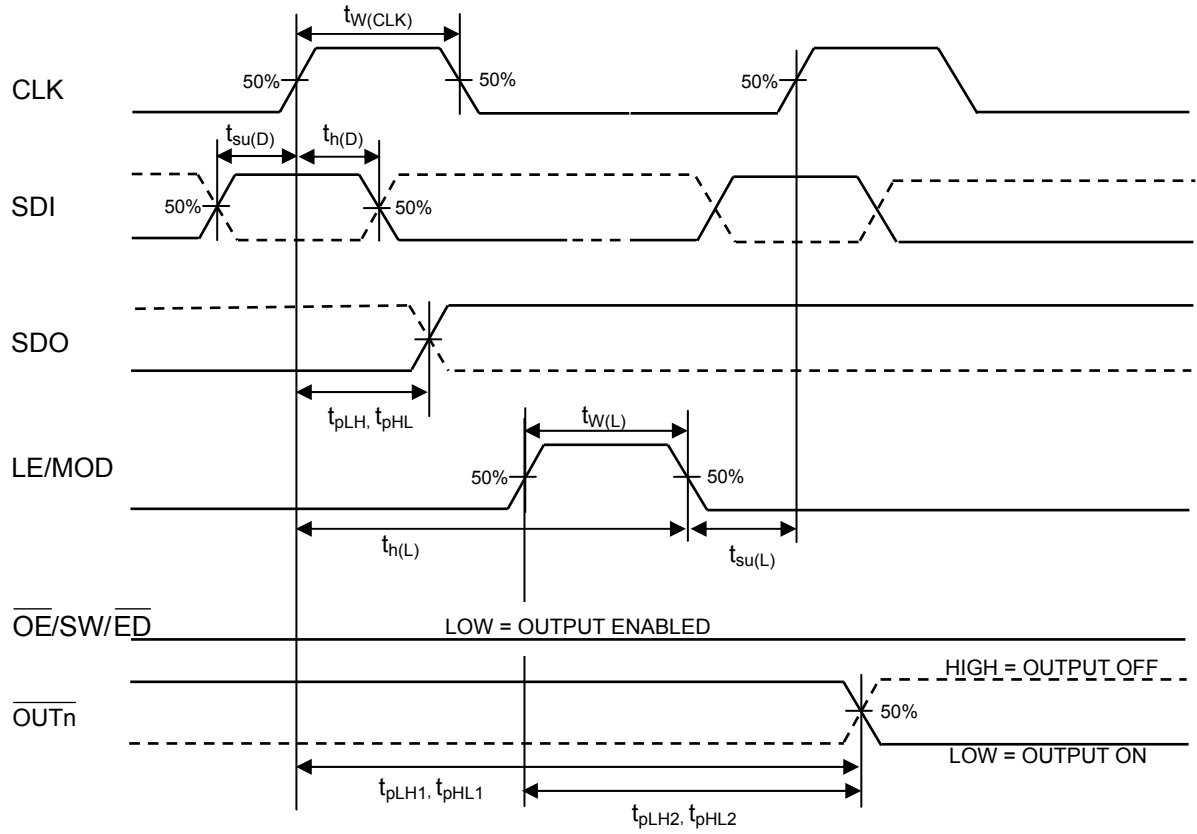 tW(CLK)
CLK
50%
50%
50%
tsu(D)
th(D)
SDI
50%
50%
SDO
tpLH, tpHL
tW(L)
LE/MOD
50%
50%
th(L)
tsu(L)
OE/SW/ED
LOW = OUTPUT ENABLED
HIGH = OUTPUT OFF
OUTn
50%
LOW = OUTPUT ON
tpLH1, tpHL1
tpLH2, tpHL2